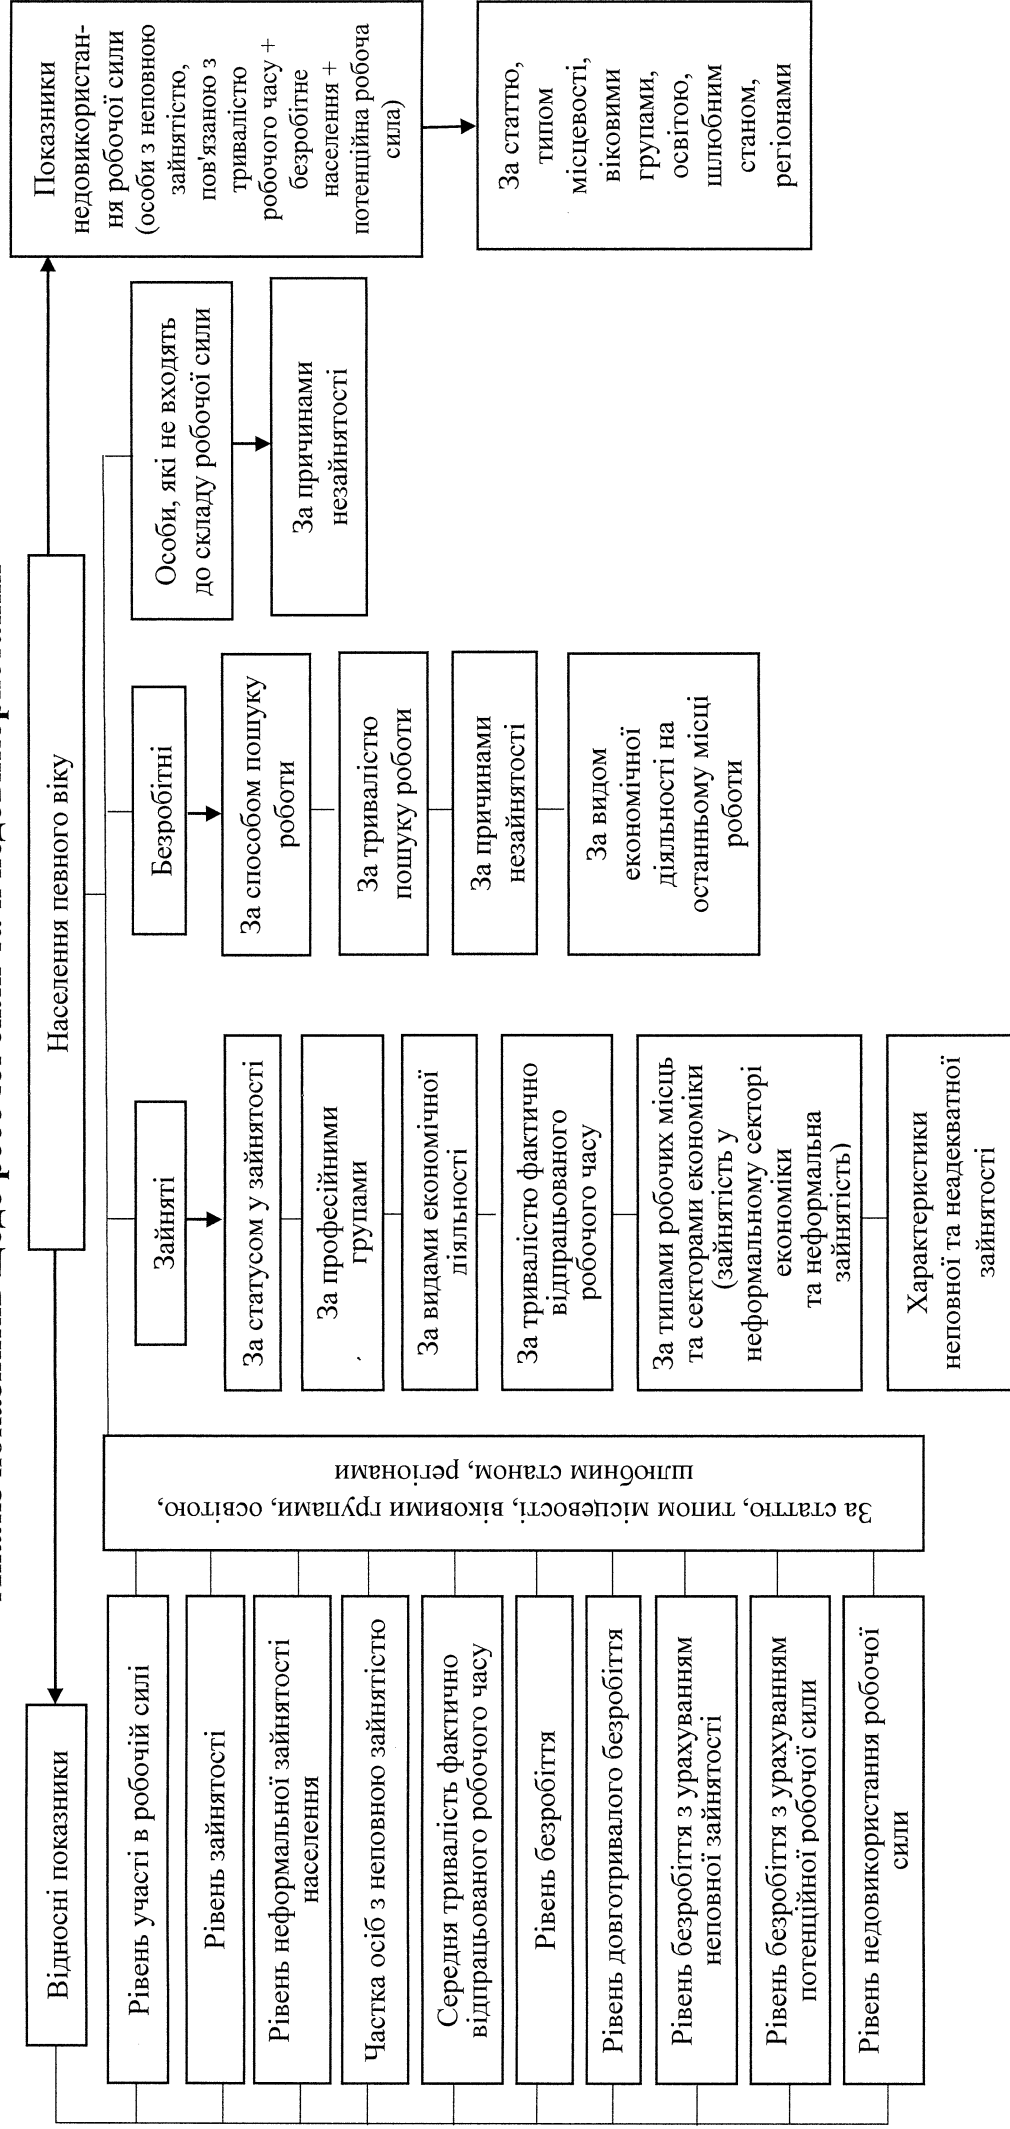 Населення певного віку
Відносні показники
Рівень участі в робочій силі
Рівень зайнятості
Рівень неформальної зайнятості
населення
Частка осіб з неповною зайнятістю
Середня тривалість фактично
відпрацьованого робочого часу
Рівень безробіття
Рівень довготривалого безробіття
Рівень безробіття з урахуванням
неповної зайнятості
Рівень безробіття з урахуванням
потенційної робочої сили
Рівень недовикористання робочої
сили
За статтю, типом місцевості, віковими групами, освітою,
шлюбним станом, регіонами
Зайняті
За статусом у зайнятості
За професійними
групами
За видами економічної
діяльності
За тривалістю фактично
відпрацьованого
робочого часу
За типами робочих місць
та секторами економіки
(зайнятість у
неформальному секторі
економіки
та неформальна
зайнятість)
Характеристики
неповної та неадекватної
зайнятості
Безробітні
За способом пошуку
роботи
За тривалістю
пошуку роботи
За причинами
незайнятості
За видом
економічної
діяльності на
останньому місці
роботи
Особи, які не входять
до складу робочої сили
За причинами
незайнятості
Показники
недовикористан-
ня робочої сили
(особи з неповною
зайнятістю,
пов'язаною з
тривалістю
робочого часу +
безробітне
населення +
потенційна робоча
сила)
За статтю,
типом
місцевості,
віковими
групами,
освітою,
шлюбним
станом,
регіонами